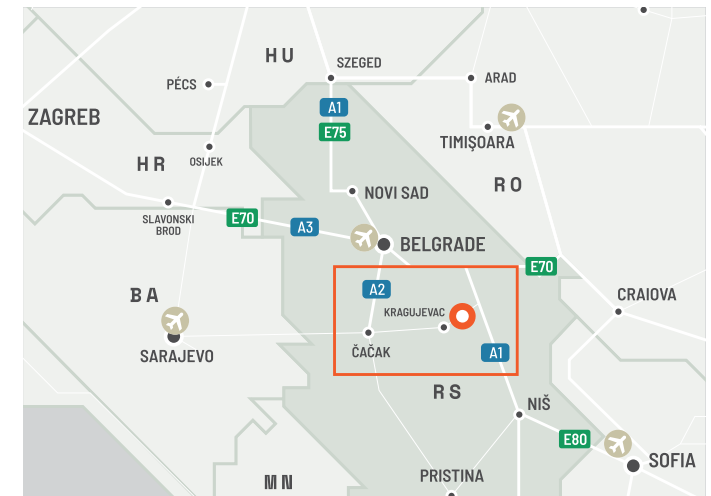 HU
SZEGED
PÉCS
ARAD
ZAGREB
A1
E75
TIMIŞOARA
HR
OSIJEK
RO
NOVI SAD
SLAVONSKI
BROD
E70
A3
BELGRADE
E70
BA
A2
CRAIOVA
KRAGUJEVAC
SARAJEVO
ČAČAK
A1
RS
NIŠ
E80
SOFIA
MN
PRISTINA